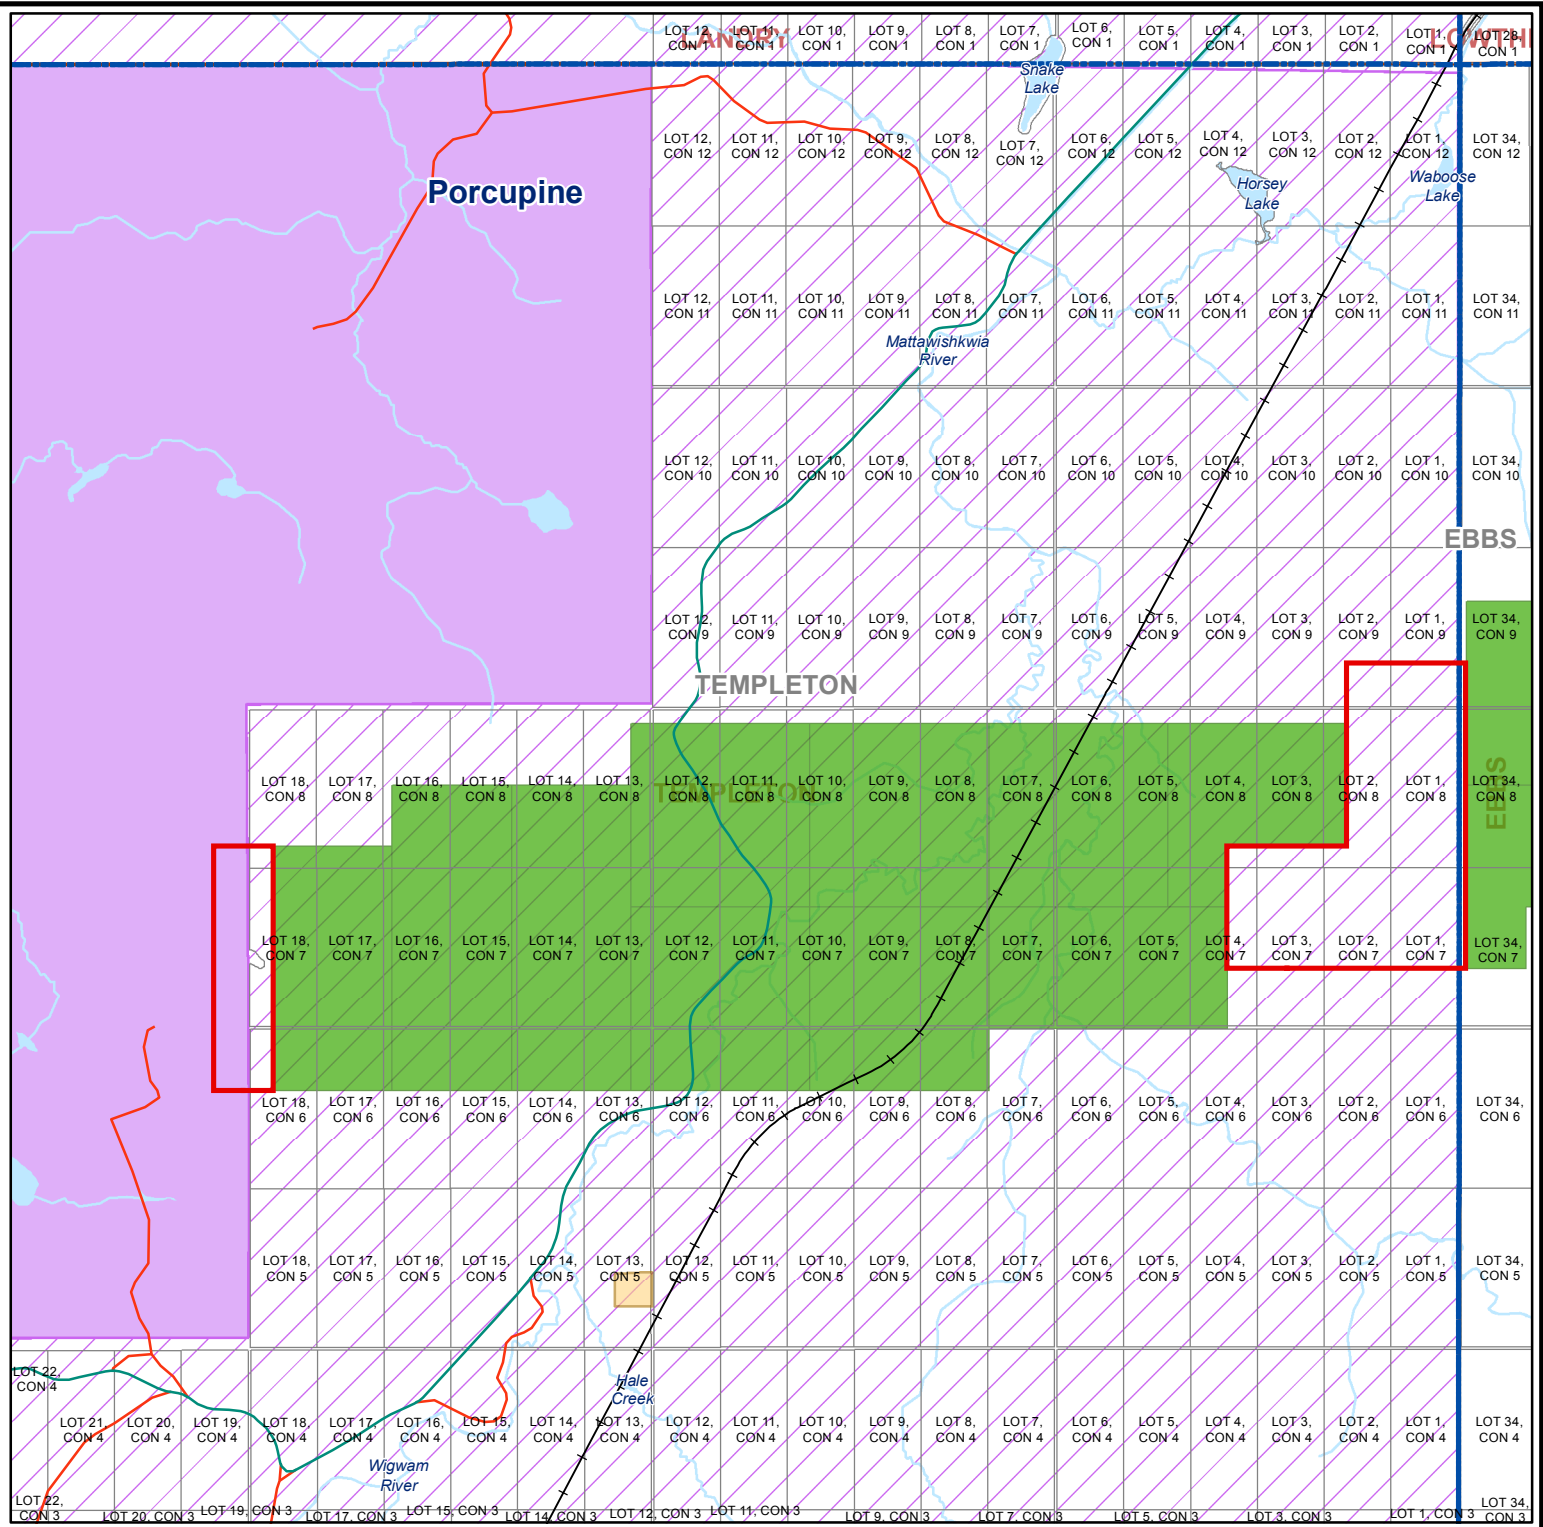 LOT 12, LOT 11, LOT 10, LOT 9, LOT 8, LOT 7, LOT 6, LOT 5, LOT 4, LOT 3, LOT 2, LOT 1, LOT 28,
CON 1 CON 1 CON 1 CON 1 CON 1 CON 1 CON 1 CON 1 CON 1 CON 1 CON 1 CON 1 CON 1
CANORY
Snake
Lake
LOT 12, LOT 11, LOT 10, LOT 9, LOT 8, LOT 7, LOT 6, LOT 5, LOT 4, LOT 3, LOT 2, LOT 1, LOT 34,
CON 12 CON 12 CON 12 CON 12 CON 12 CON 12 CON 12 CON 12 CON 12 CON 12 CON 12 CON 12 CON 12
Porcupine
Horsey
Lake
Waboose
Lake
LOT 12, LOT 11, LOT 10, LOT 9, LOT 8, LOT 7, LOT 6, LOT 5, LOT 4, LOT 3, LOT 2, LOT 1, LOT 34,
CON 11 CON 11 CON 11 CON 11 CON 11 CON 11 CON 11 CON 11 CON 11 CON 11 CON 11 CON 11 CON 11
Mattawishkwia
River
LOT 12, LOT 11, LOT 10, LOT 9, LOT 8, LOT 7, LOT 6, LOT 5, LOT 4, LOT 3, LOT 2, LOT 1, LOT 34,
CON 10 CON 10 CON 10 CON 10 CON 10 CON 10 CON 10 CON 10 CON 10 CON 10 CON 10 CON 10 CON 10
EBBS
LOT 12, LOT 11, LOT 10, LOT 9, LOT 8, LOT 7, LOT 6, LOT 5, LOT 4, LOT 3, LOT 2, LOT 1, LOT 34,
CON 9 CON 9 CON 9 CON 9 CON 9 CON 9 CON 9 CON 9 CON 9 CON 9 CON 9 CON 9 CON 9
TEMPLETON
LOT 18, LOT 17, LOT 16, LOT 15, LOT 14, LOT 13, LOT 12, LOT 11, LOT 10, LOT 9, LOT 8, LOT 7, LOT 6, LOT 5, LOT 4, LOT 3, LOT 2, LOT 1, LOT 34,
CON 8 CON 8 CON 8 CON 8 CON 8 CON 8 CON 8 CON 8 CON 8 CON 8 CON 8 CON 8 CON 8 CON 8 CON 8 CON 8 CON 8 CON 8 CON 8
TEMPLETON
EBBS
LOT 18, LOT 17, LOT 16, LOT 15, LOT 14, LOT 13, LOT 12, LOT 11, LOT 10, LOT 9, LOT 8, LOT 7, LOT 6, LOT 5, LOT 4, LOT 3, LOT 2, LOT 1, LOT 34,
CON 7 CON 7 CON 7 CON 7 CON 7 CON 7 CON 7 CON 7 CON 7 CON 7 CON 7 CON 7 CON 7 CON 7 CON 7 CON 7 CON 7 CON 7 CON 7
LOT 18, LOT 17, LOT 16, LOT 15, LOT 14, LOT 13, LOT 12, LOT 11, LOT 10, LOT 9, LOT 8, LOT 7, LOT 6, LOT 5, LOT 4, LOT 3, LOT 2, LOT 1, LOT 34,
CON 6 CON 6 CON 6 CON 6 CON 6 CON 6 CON 6 CON 6 CON 6 CON 6 CON 6 CON 6 CON 6 CON 6 CON 6 CON 6 CON 6 CON 6 CON 6
LOT 18, LOT 17, LOT 16, LOT 15, LOT 14, LOT 13, LOT 12, LOT 11, LOT 10, LOT 9, LOT 8, LOT 7, LOT 6, LOT 5, LOT 4, LOT 3, LOT 2, LOT 1, LOT 34,
CON 5 CON 5 CON 5 CON 5 CON 5 CON 5 CON 5 CON 5 CON 5 CON 5 CON 5 CON 5 CON 5 CON 5 CON 5 CON 5 CON 5 CON 5 CON 5
LOT 22,
CON 4
Hale
Creek
LOT 21, LOT 20, LOT 19, LOT 18, LOT 17, LOT 16, LOT 15, LOT 14, LOT 13, LOT 12, LOT 11, LOT 10, LOT 9, LOT 8, LOT 7, LOT 6, LOT 5, LOT 4, LOT 3, LOT 2, LOT 1, LOT 34,
CON 4 CON 4 CON 4 CON 4 CON 4 CON 4 CON 4 CON 4 CON 4 CON 4 CON 4 CON 4 CON 4 CON 4 CON 4 CON 4 CON 4 CON 4 CON 4 CON 4 CON 4 CON 4
Wigwam
River
LOT 22,
CON 3
LOT 20, CON 3 LOT 19, CON 3 LOT 17, CON 3 LOT 15, CON 3 LOT 14, CON 3 LOT 12, CON 3 LOT 11, CON 3 LOT 9, CON 3 LOT 7, CON 3 LOT 5, CON 3 LOT 3, CON 3 LOT 1, CON 3
LOT 34,
CON 3